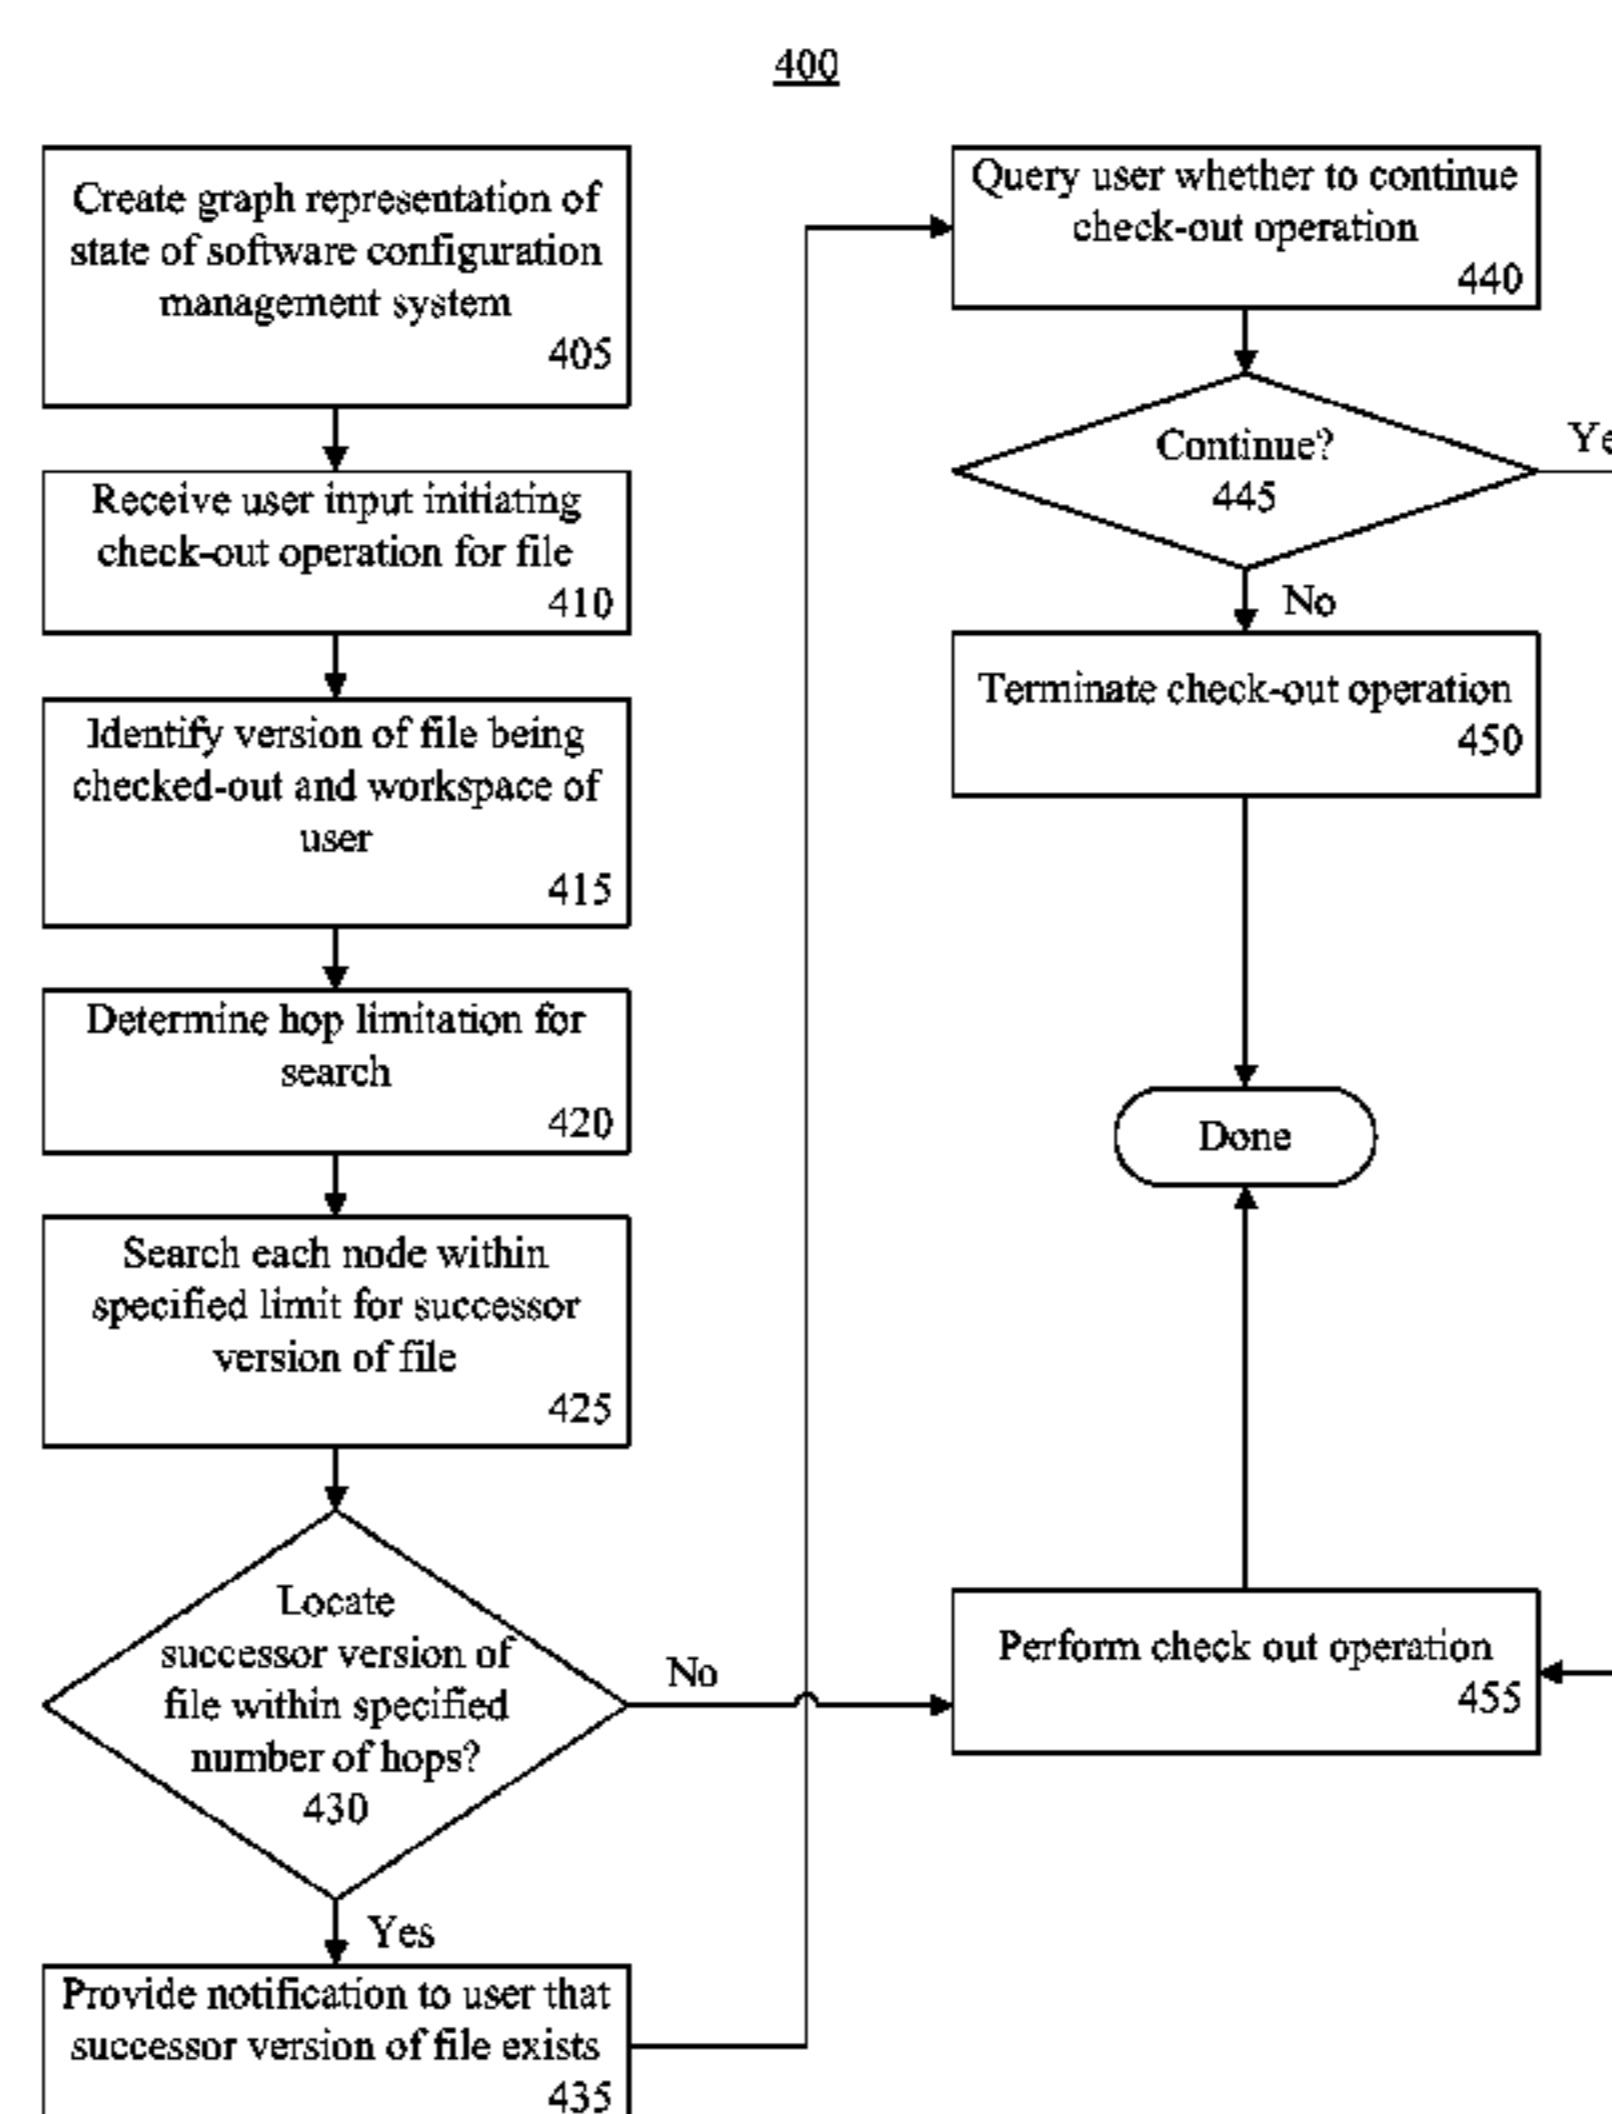 400
Create graph representation of
state of software configuration
management system
405
Receive user input initiating
check-out operation for file
410
Identify version of file being
checked-out and workspace of
user
415
Determine hop limitation for
search
420
Search each node within
specified limit for successor
version of file
425
Locate
successor version of
file within specified
number of hops?
430
No
Yes
Provide notification to user that
successor version of file exists
435
Query user whether to continue
check-out operation
440
Continue?
445
No
Terminate check-out operation
450
Done
Perform check out operation
455